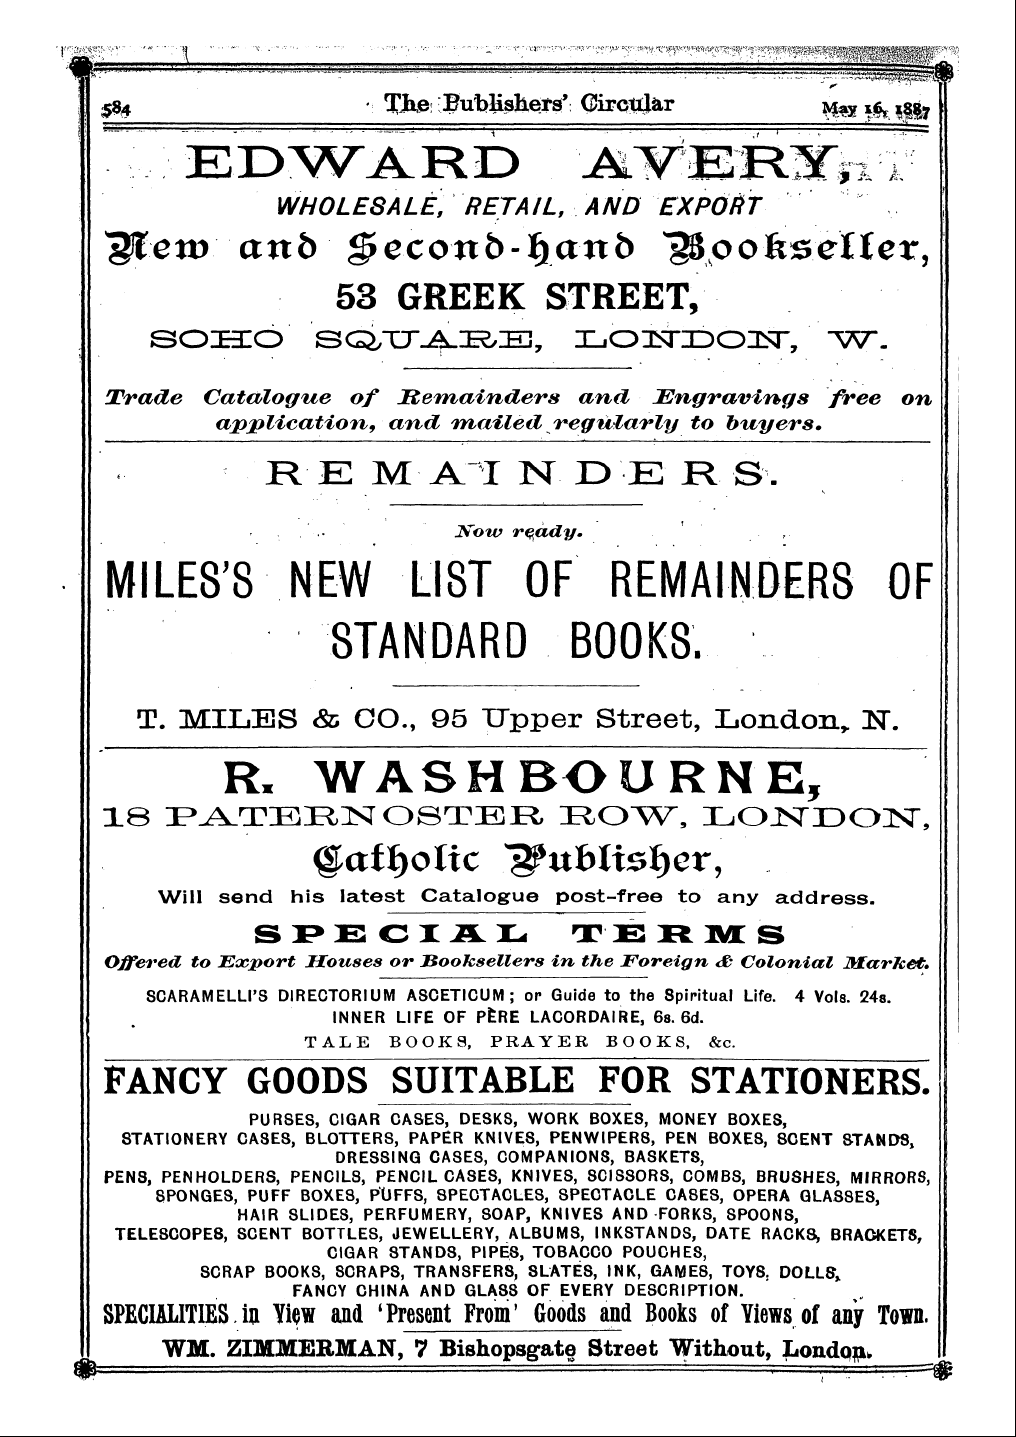 584 The Publishers' Circular May 16, 1887
EDWARD AVERY,
WHOLESALE, RETAIL, AND EXPORT
New and Second-hand Bookseller,
53 GREEK STREET,
SOHO SQUARE, LONDON, W.
Trade Catalogue of Remainders and Engravings free on
application, and mailed regularly to buyers.
REMAINDERS.
Now ready.
MILES'S NEW LIST OF REMAINDERS OF
STANDARD BOOKS.
T. MILES & CO., 95 Upper Street, London, N.
R. WASHBOURNE,
18 PATERNOSTER ROW, LONDON,
Catholic Publisher,
Will send his latest Catalogue post-free to any address.
SPECIAL TERMS
Offered to Export Houses or Booksellers in the Foreign & Colonial Market.
SCARAMELLI'S DIRECTORIUM ASCETICUM; or Guide to the Spiritual Life. 4 Vols. 24s.
INNER LIFE OF PÈRE LACORDAIRE, 6s. 6d.
TALE BOOKS, PRAYER BOOKS, &c.
FANCY GOODS SUITABLE FOR STATIONERS.
PURSES, CIGAR CASES, DESKS, WORK BOXES, MONEY BOXES,
STATIONERY CASES, BLOTTERS, PAPER KNIVES, PENWIPERS, PEN BOXES, SCENT STANDS,
DRESSING CASES, COMPANIONS, BASKETS,
PENS, PENHOLDERS, PENCILS, PENCIL CASES, KNIVES, SCISSORS, COMBS, BRUSHES, MIRRORS,
SPONGES, PUFF BOXES, PUFFS, SPECTACLES, SPECTACLE CASES, OPERA GLASSES,
HAIR SLIDES, PERFUMERY, SOAP, KNIVES AND FORKS, SPOONS,
TELESCOPES, SCENT BOTTLES, JEWELLERY, ALBUMS, INKSTANDS, DATE RACKS, BRACKETS,
CIGAR STANDS, PIPES, TOBACCO POUCHES,
SCRAP BOOKS, SCRAPS, TRANSFERS, SLATES, INK, GAMES, TOYS, DOLLS,
FANCY CHINA AND GLASS OF EVERY DESCRIPTION.
SPECIALITIES in View and 'Present From' Goods and Books of Views of any Town.
WM. ZIMMERMAN, 7 Bishopsgate Street Without, London.